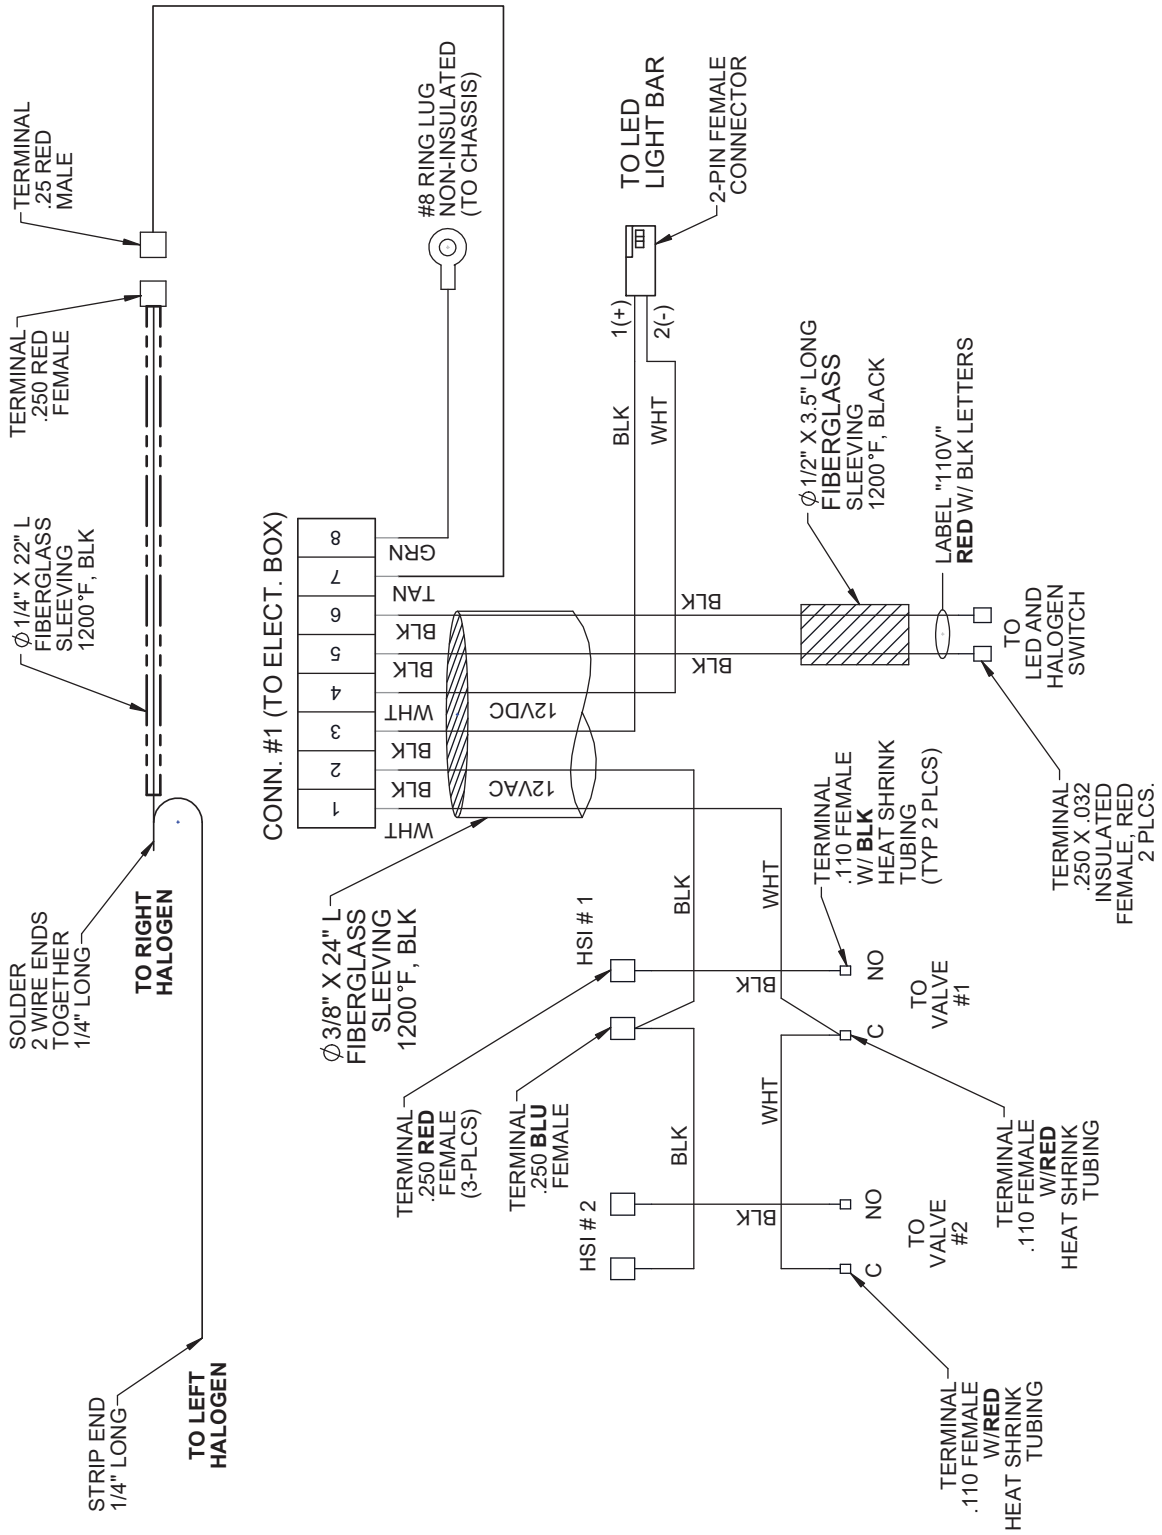 STRIP END
1/4" LONG
TO LEFT
HALOGEN
SOLDER
2 WIRE ENDS
TOGETHER
1/4" LONG
TO RIGHT
HALOGEN
Ø 1/4" X 22" L
FIBERGLASS
SLEEVING
1200°F, BLK
TERMINAL
.250 RED
FEMALE
TERMINAL
.25 RED
MALE
CONN. #1 (TO ELECT. BOX)
1
2
3
4
5
6
7
8
WHT
BLK
BLK
WHT
BLK
BLK
TAN
GRN
12VAC
12VDC
#8 RING LUG
NON-INSULATED
(TO CHASSIS)
Ø 3/8" X 24" L
FIBERGLASS
SLEEVING
1200°F, BLK
TO LED
LIGHT BAR
1(+)
2(-)
BLK
WHT
2-PIN FEMALE
CONNECTOR
TERMINAL
.250 RED
FEMALE
(3-PLCS)
TERMINAL
.250 BLU
FEMALE
HSI # 2
HSI # 1
BLK
BLK
BLK
BLK
WHT
WHT
BLK
BLK
C
NO
TO
VALVE
#2
C
NO
TO
VALVE
#1
TERMINAL
.110 FEMALE
W/RED
HEAT SHRINK
TUBING
TERMINAL
.110 FEMALE
W/RED
HEAT SHRINK
TUBING
TERMINAL
.110 FEMALE
W/ BLK
HEAT SHRINK
TUBING
(TYP 2 PLCS)
Ø 1/2" X 3.5" LONG
FIBERGLASS
SLEEVING
1200°F, BLACK
LABEL "110V"
RED W/ BLK LETTERS
TO
LED AND
HALOGEN
SWITCH
TERMINAL
.250 X .032
INSULATED
FEMALE, RED
2 PLCS.